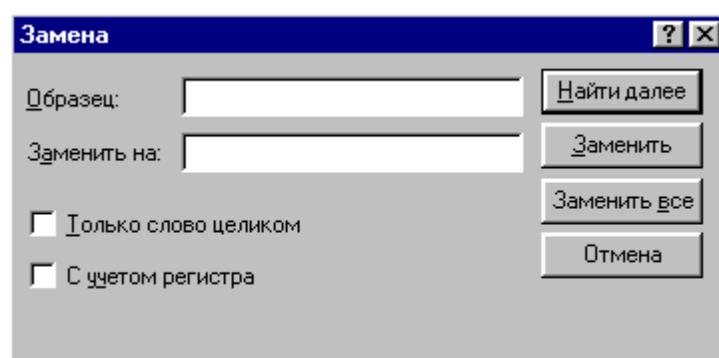 Замена
Образец:
Найти далее
Заменить на:
Заменить
Заменить все
Только слово целиком
Отмена
С учетом регистра